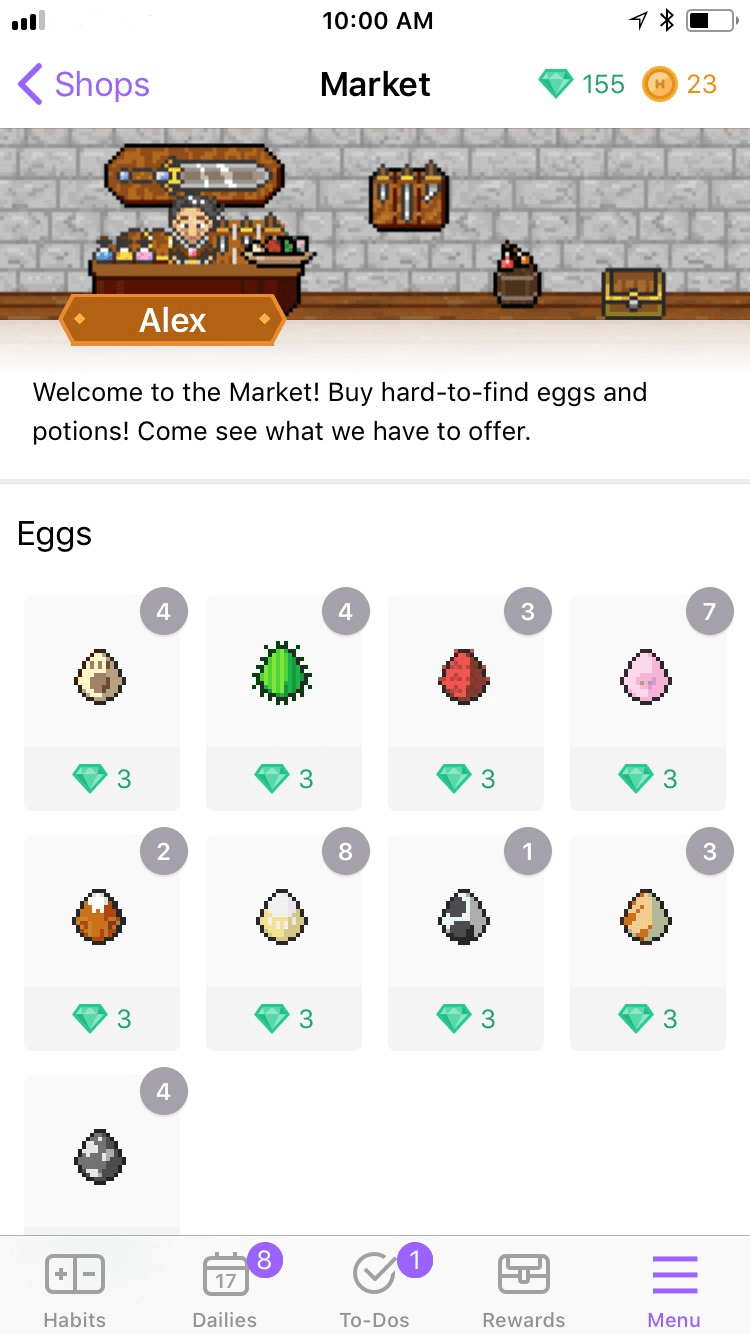 10:00 AM
Shops
Market
155
H
23
Alex
Welcome to the Market! Buy hard-to-find eggs and
potions! Come see what we have to offer.
Eggs
4 4 3 7
3 3 3 3
2 8 1 3
3 3 3 3
4
8 1
17
Habits Dailies To-Dos Rewards Menu